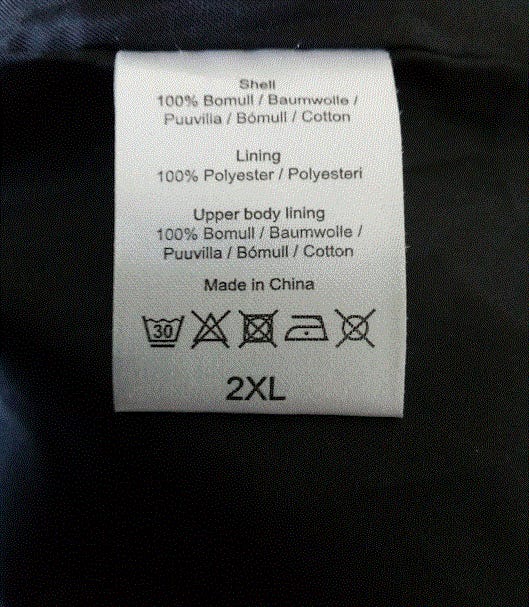 Shell
100% Bomull / Baumwolle /
Puuvilla / Bómull / Cotton
Lining
100% Polyester / Polyesteri
Upper body lining
100% Bomull / Baumwolle /
Puuvilla / Bómull / Cotton
Made in China
30
2XL